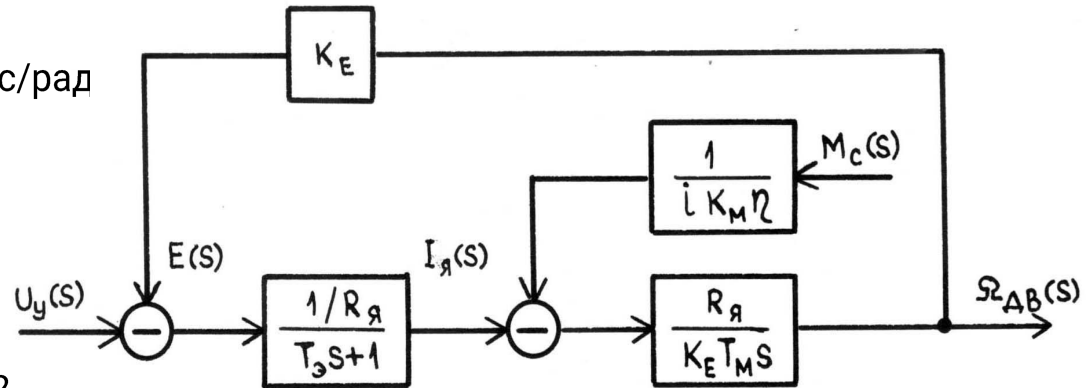 K_E
с/рад
1
i K_M η
M_C(S)
E(S)
I_Я(S)
U_y(S)
1/R_Я
T_Э S+1
R_Я
K_E T_M S
Ω_ДВ(S)